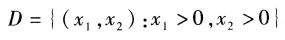 D = { ( x₁ , x₂ ) : x₁ > 0 , x₂ > 0 }